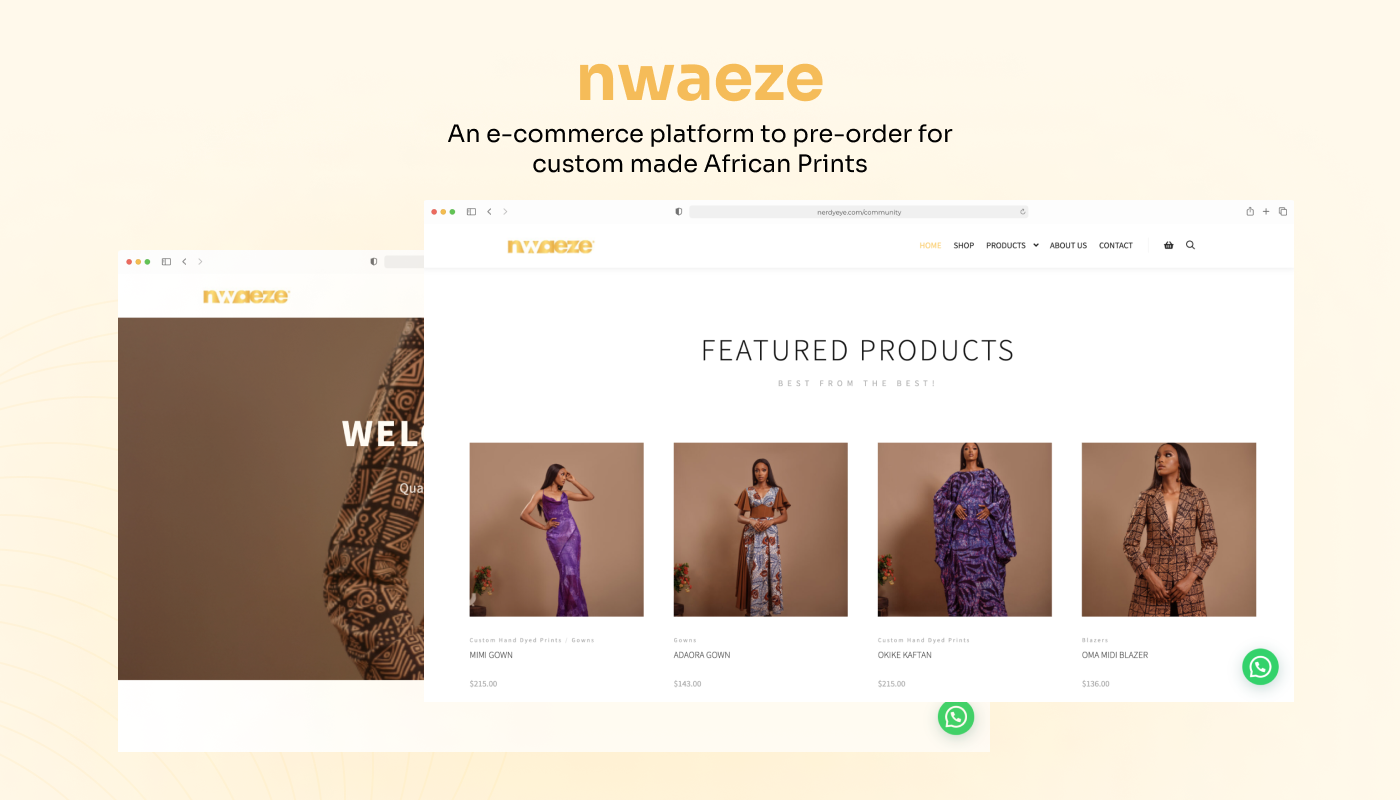 nwaeze
An e-commerce platform to pre-order for
custom made African Prints
nerdyeye.com/community
nwaeze
HOME SHOP PRODUCTS ABOUT US CONTACT
nwaeze
FEATURED PRODUCTS
BEST FROM THE BEST!
WELC
Qua
Custom Hand Dyed Prints / Gowns
MIMI GOWN
$215.00
Gowns
ADAORA GOWN
$143.00
Custom Hand Dyed Prints
OKIKE KAFTAN
$215.00
Blazers
OMA MIDI BLAZER
$136.00